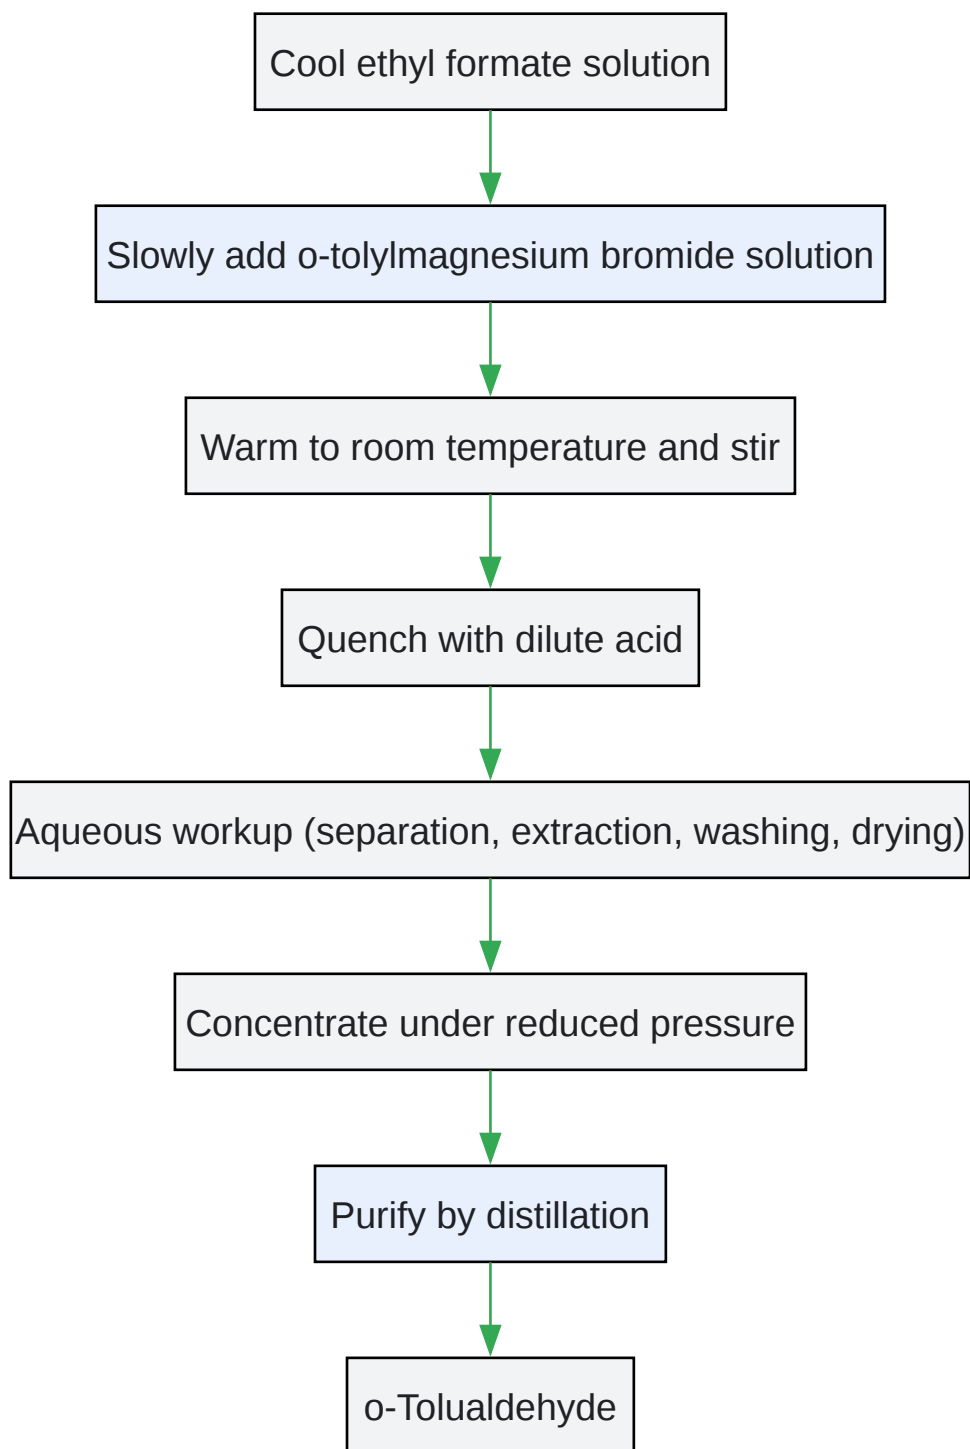 Cool ethyl formate solution
Slowly add o-tolylmagnesium bromide solution
Warm to room temperature and stir
Quench with dilute acid
Aqueous workup (separation, extraction, washing, drying)
Concentrate under reduced pressure
Purify by distillation
o-Tolualdehyde